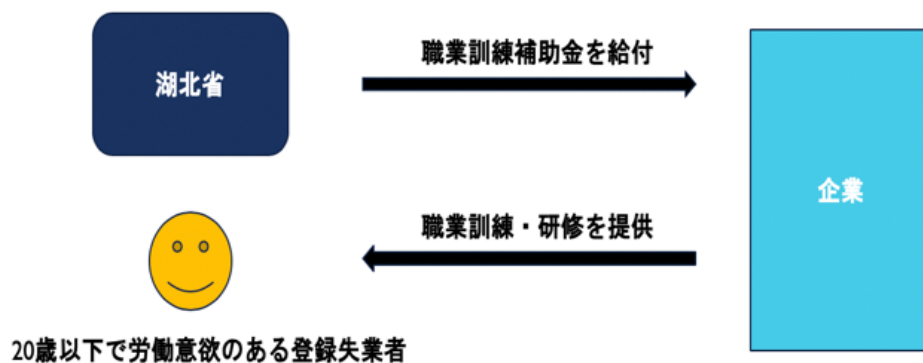 職業訓練補助金を給付
湖北省
企業
職業訓練・研修を提供
20歳以下で労働意欲のある登録失業者